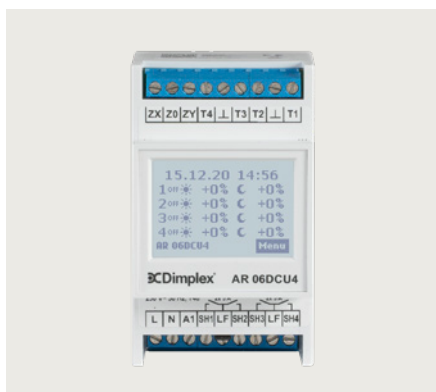 ZX Z0 ZY T4 ⊥ T3 T2 ⊥ T1
15.12.20 14:56
1 off ☀ +0% ☾ +0%
2 off ☀ +0% ☾ +0%
3 off ☀ +0% ☾ +0%
4 off ☀ +0% ☾ +0%
AR 06DCU4 Menu
Dimplex AR 06DCU4
L N A1 SH1 LF SH2 SH3 LF SH4